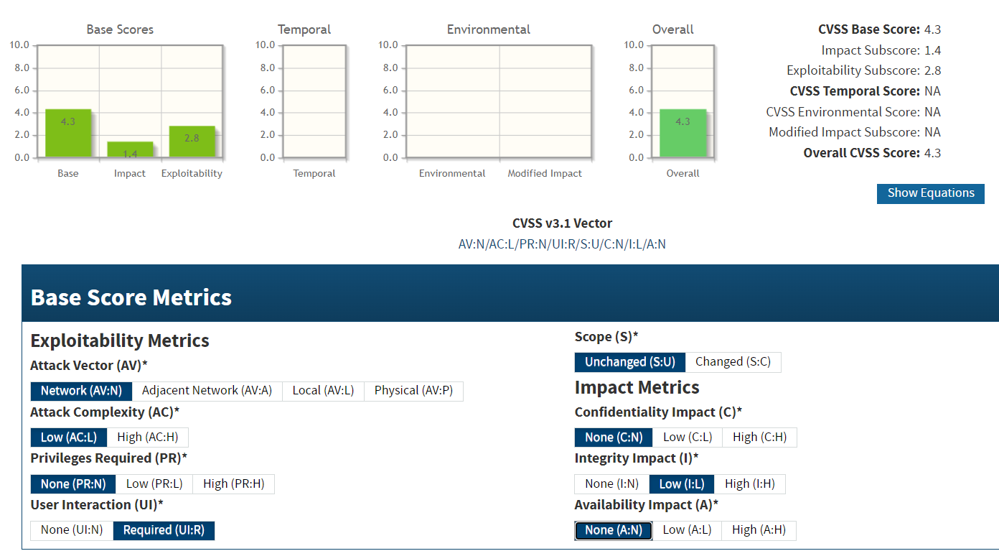 Base Scores
Temporal
Environmental
Overall
10.0
8.0
6.0
4.0
2.0
0.0
4.3
1.4
2.8
Base
Impact
Exploitability
10.0
8.0
6.0
4.0
2.0
0.0
Temporal
10.0
8.0
6.0
4.0
2.0
0.0
Environmental
Modified Impact
10.0
8.0
6.0
4.0
2.0
0.0
4.3
Overall
CVSS Base Score: 4.3
Impact Subscore: 1.4
Exploitability Subscore: 2.8
CVSS Temporal Score: NA
CVSS Environmental Score: NA
Modified Impact Subscore: NA
Overall CVSS Score: 4.3
Show Equations
CVSS v3.1 Vector
AV:N/AC:L/PR:N/UI:R/S:U/C:N/I:L/A:N
Base Score Metrics
Exploitability Metrics
Attack Vector (AV)*
Network (AV:N) Adjacent Network (AV:A) Local (AV:L) Physical (AV:P)
Attack Complexity (AC)*
Low (AC:L) High (AC:H)
Privileges Required (PR)*
None (PR:N) Low (PR:L) High (PR:H)
User Interaction (UI)*
None (UI:N) Required (UI:R)
Scope (S)*
Unchanged (S:U) Changed (S:C)
Impact Metrics
Confidentiality Impact (C)*
None (C:N) Low (C:L) High (C:H)
Integrity Impact (I)*
None (I:N) Low (I:L) High (I:H)
Availability Impact (A)*
None (A:N) Low (A:L) High (A:H)